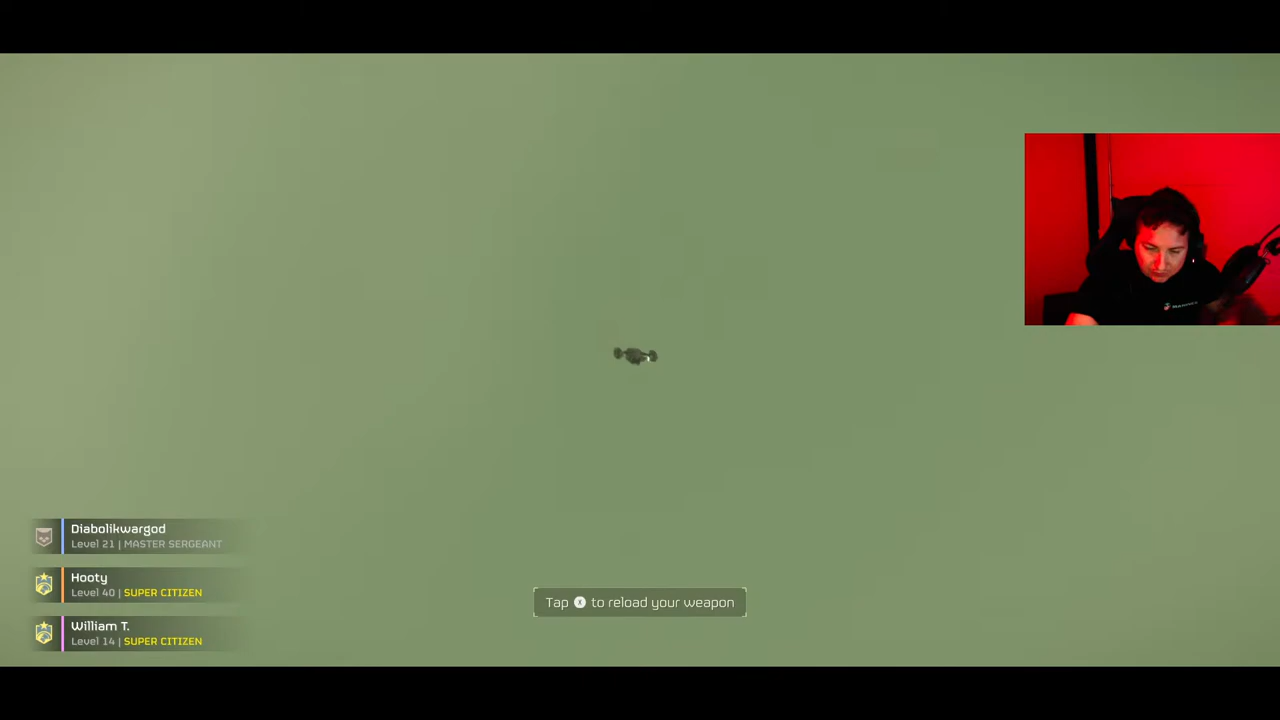 Diabolikwargod
Level 21 | MASTER SERGEANT
Hooty
Level 40 | SUPER CITIZEN
William T.
Level 14 | SUPER CITIZEN
Tap X to reload your weapon